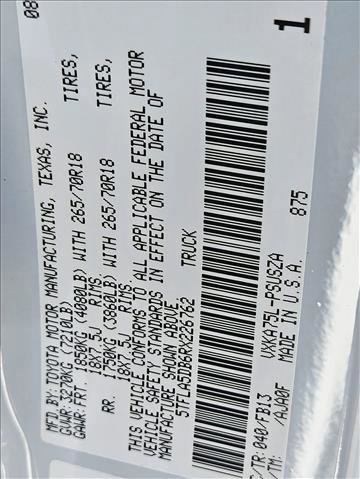 08
MFD. BY: TOYOTA MOTOR MANUFACTURING, TEXAS, INC.
GVWR: 3270KG (7210LB)
GAWR: FRT. 1850KG (4080LB) WITH 265/70R18 TIRES,
18X7.5J RIMS
RR. 1750KG (3860LB) WITH 265/70R18 TIRES,
18X7.5J RIMS
THIS VEHICLE CONFORMS TO ALL APPLICABLE FEDERAL MOTOR
VEHICLE SAFETY STANDARDS IN EFFECT ON THE DATE OF
MANUFACTURE SHOWN ABOVE.
5TFLA5DB6RX226762 TRUCK
1
C/TR: 040/FB13 VXKA75L-PSUSZA 875
/AJA0F MADE IN U.S.A.